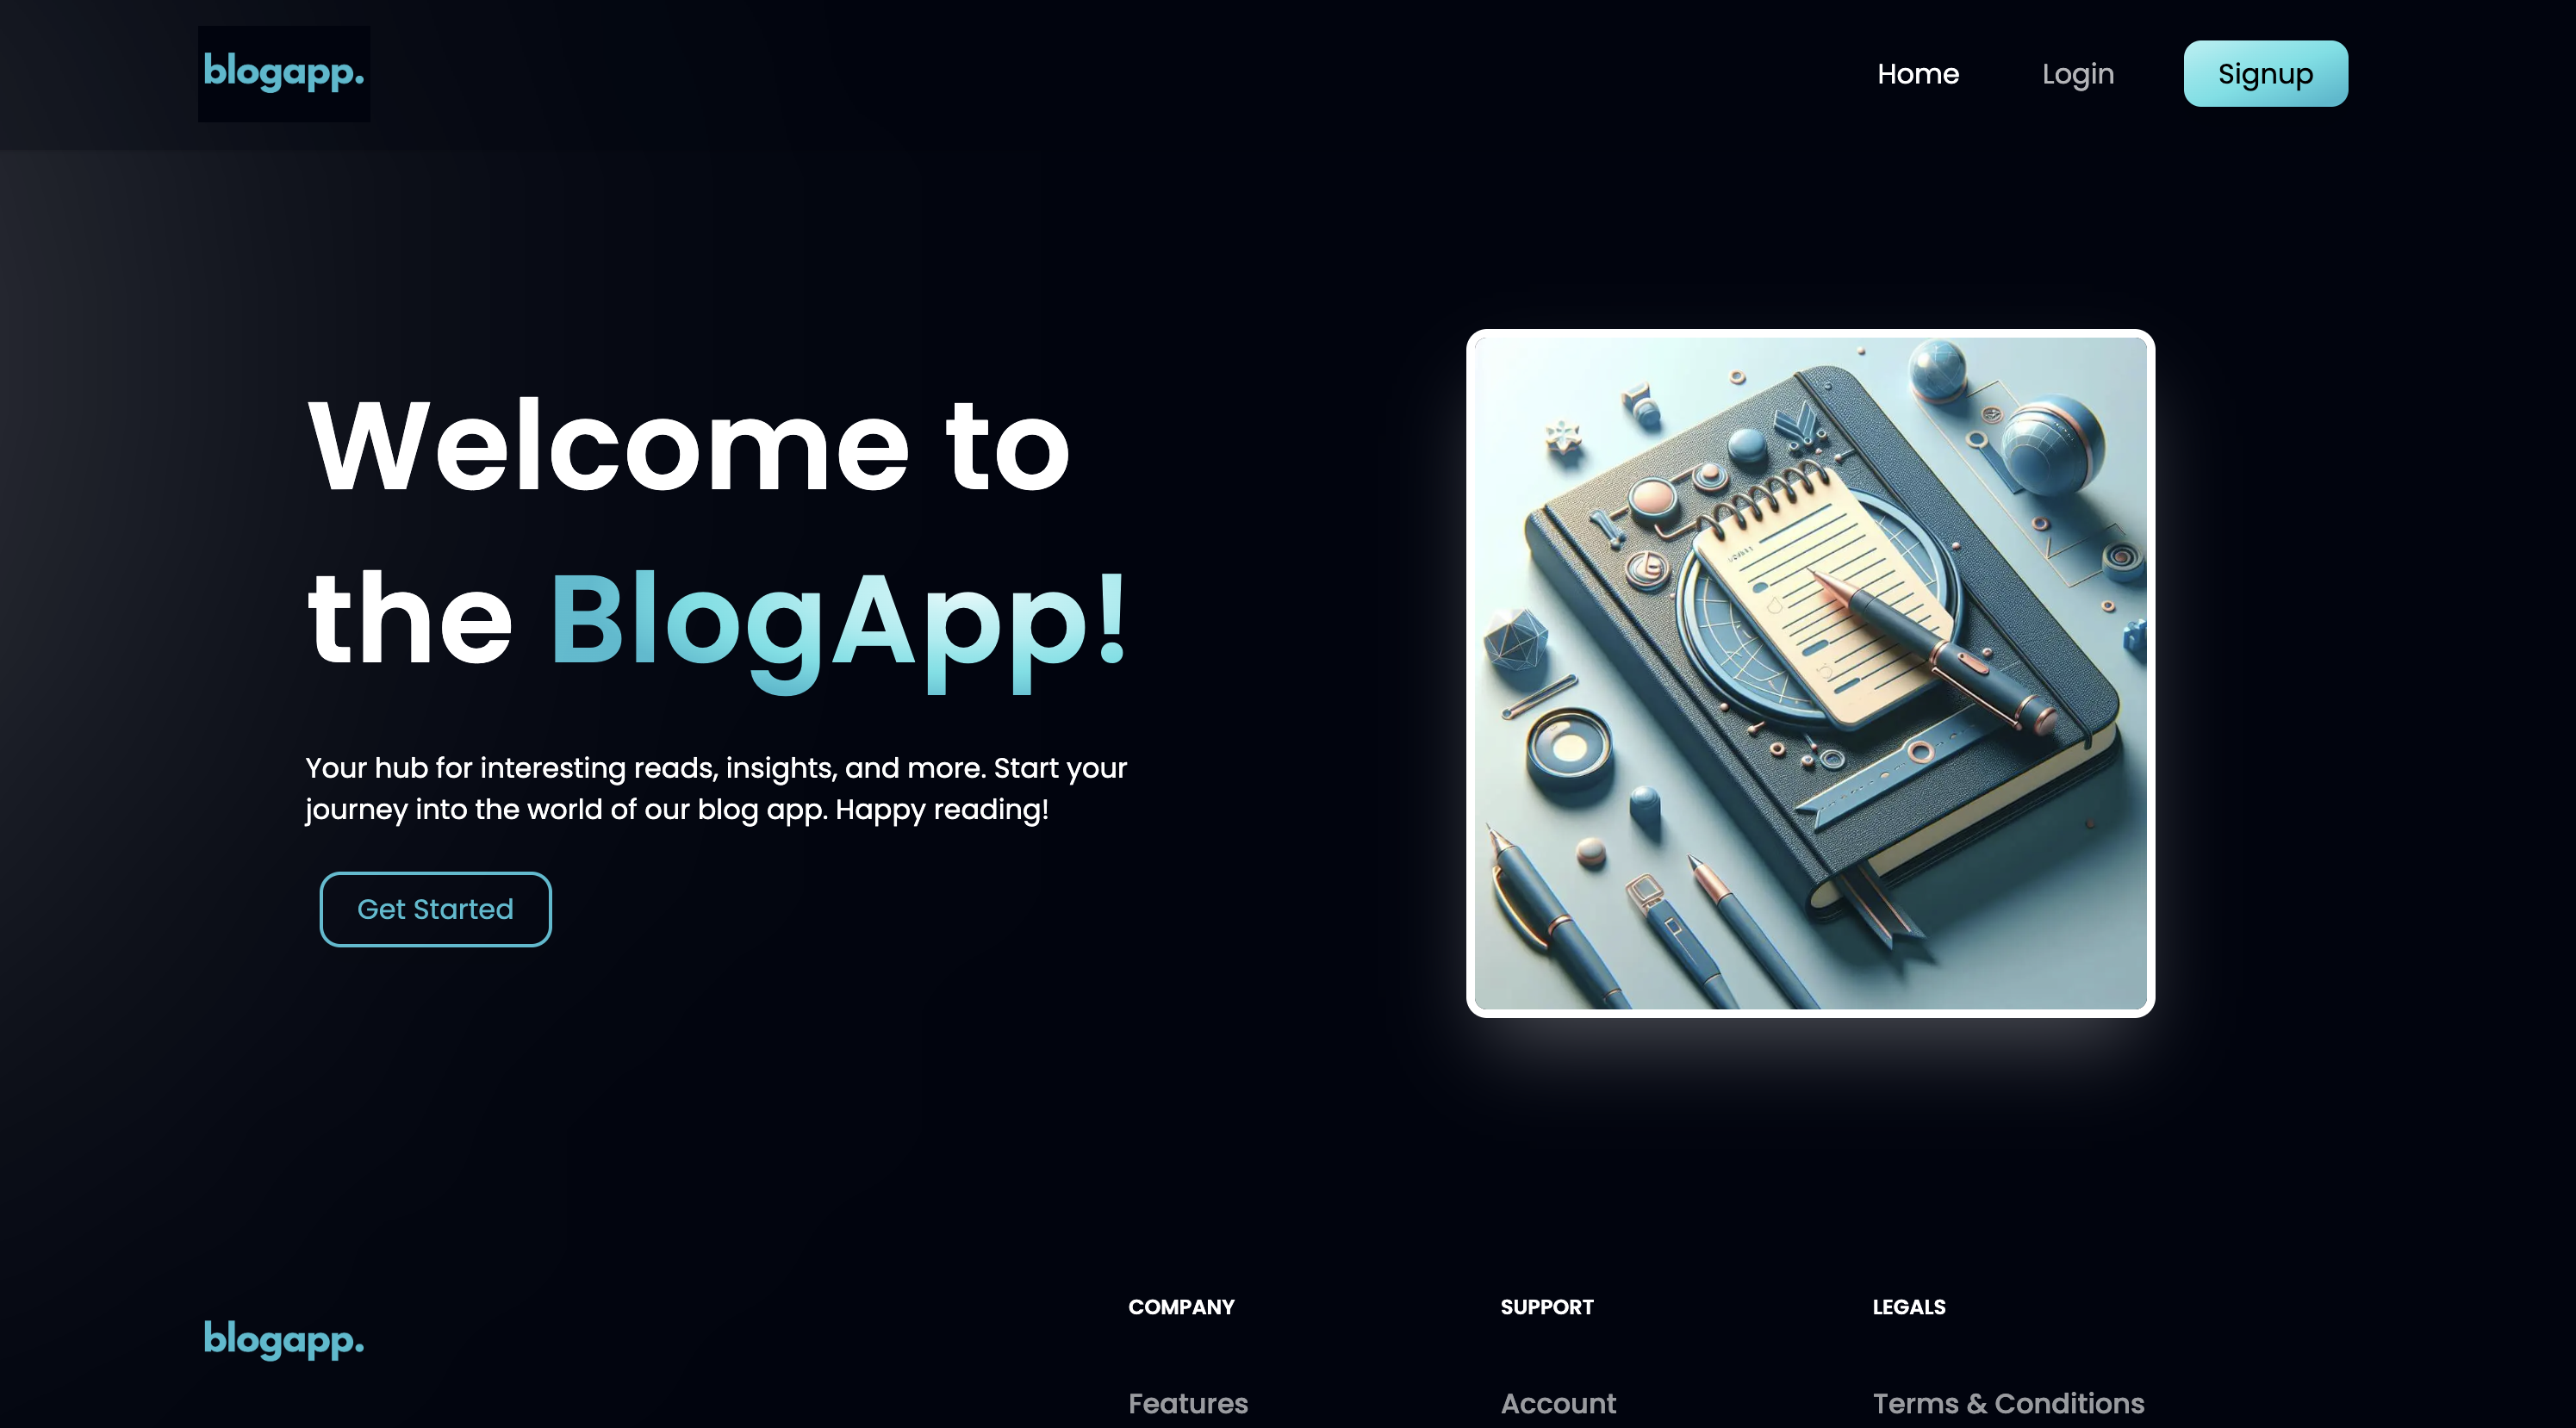 blogapp.
Home
Login
Signup
Welcome to
the BlogApp!
Your hub for interesting reads, insights, and more. Start your
journey into the world of our blog app. Happy reading!
Get Started
blogapp.
COMPANY
Features
SUPPORT
Account
LEGALS
Terms & Conditions